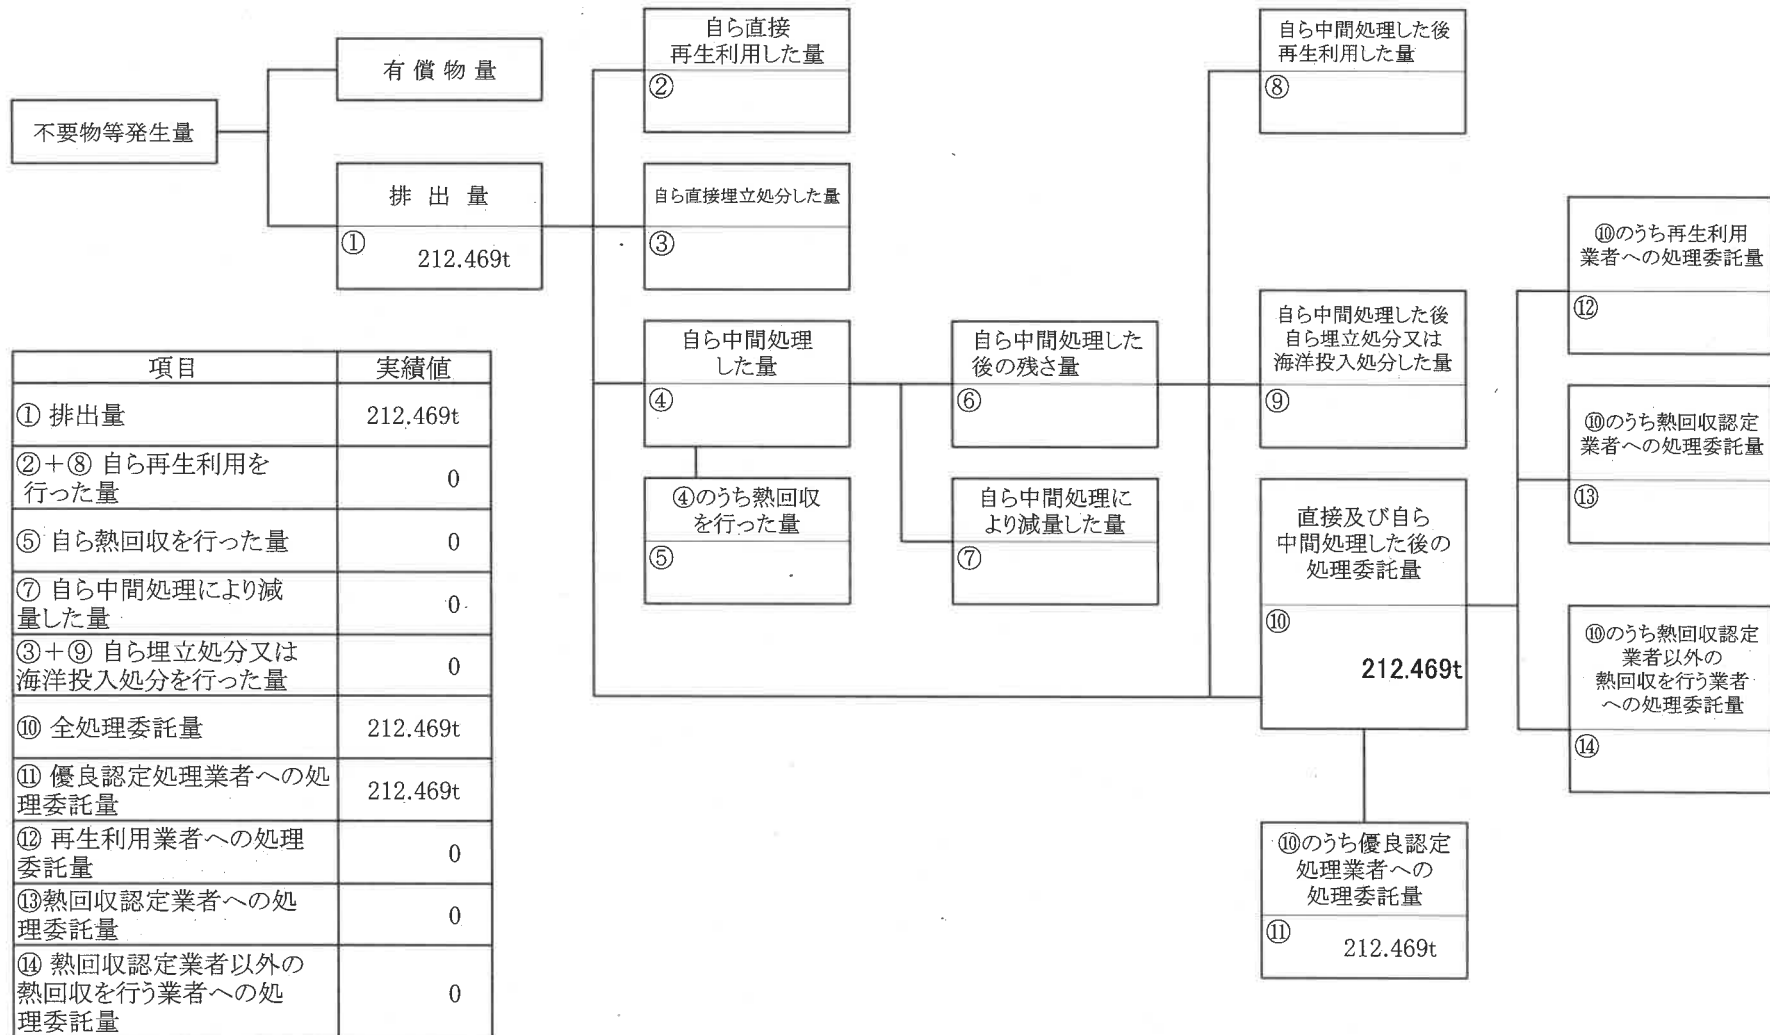 不要物等発生量
有償物量
排出量
①
212.469t
自ら直接
再生利用した量
②
自ら直接埋立処分した量
③
自ら中間処理
した量
④
④のうち熱回収
を行った量
⑤
自ら中間処理した
後の残さ量
⑥
自ら中間処理に
より減量した量
⑦
自ら中間処理した後
再生利用した量
⑧
自ら中間処理した後
自ら埋立処分又は
海洋投入処分した量
⑨
直接及び自ら
中間処理した後の
処理委託量
⑩
212.469t
⑩のうち優良認定
処理業者への
処理委託量
⑪
212.469t
⑩のうち再生利用
業者への処理委託量
⑫
⑩のうち熱回収認定
業者への処理委託量
⑬
⑩のうち熱回収認定
業者以外の
熱回収を行う業者
への処理委託量
⑭
項目 実績値
① 排出量 212.469t
②+⑧ 自ら再生利用を
行った量 0
⑤ 自ら熱回収を行った量 0
⑦ 自ら中間処理により減
量した量 0
③+⑨ 自ら埋立処分又は
海洋投入処分を行った量 0
⑩ 全処理委託量 212.469t
⑪ 優良認定処理業者への処
理委託量 212.469t
⑫ 再生利用業者への処理
委託量 0
⑬熱回収認定業者への処
理委託量 0
⑭ 熱回収認定業者以外の
熱回収を行う業者への処
理委託量 0